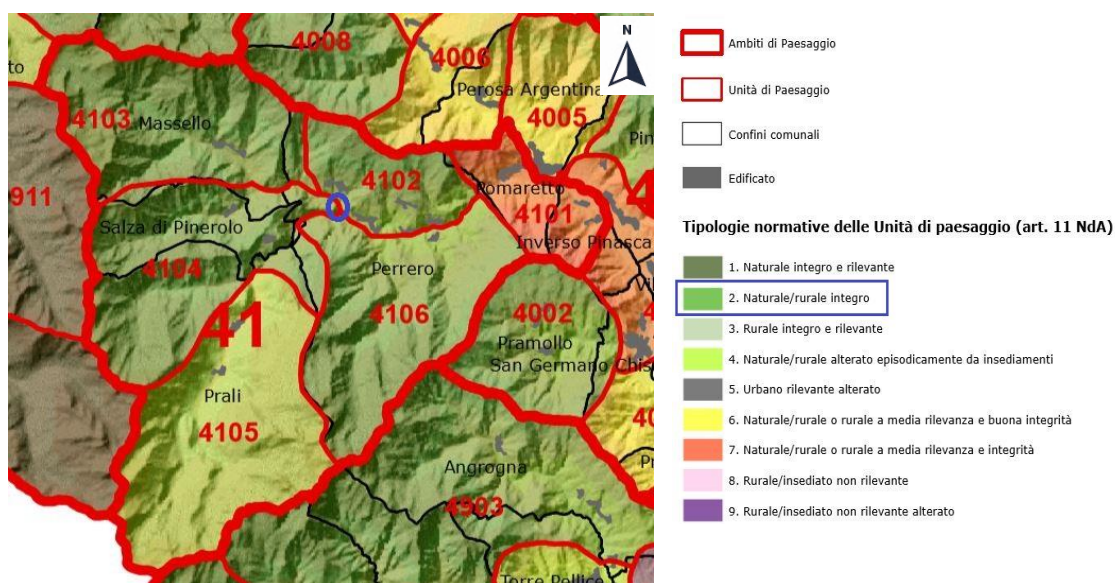 N
4008
4006
to
Perosa Argentina
4103
Massello
4005
Pin
4102
911
Pomaretto
4101
Salza di Pinerolo
Inverso Pinasca
4104
Perrero
41
4106
4002
Pramollo
San Germano Chis
Prali
4105
Angrogna
4903
Torre Pellice
Ambiti di Paesaggio
Unità di Paesaggio
Confini comunali
Edificato
Tipologie normative delle Unità di paesaggio (art. 11 NdA)
1. Naturale integro e rilevante
2. Naturale/rurale integro
3. Rurale integro e rilevante
4. Naturale/rurale alterato episodicamente da insediamenti
5. Urbano rilevante alterato
6. Naturale/rurale o rurale a media rilevanza e buona integrità
7. Naturale/rurale o rurale a media rilevanza e integrità
8. Rurale/insediato non rilevante
9. Rurale/insediato non rilevante alterato